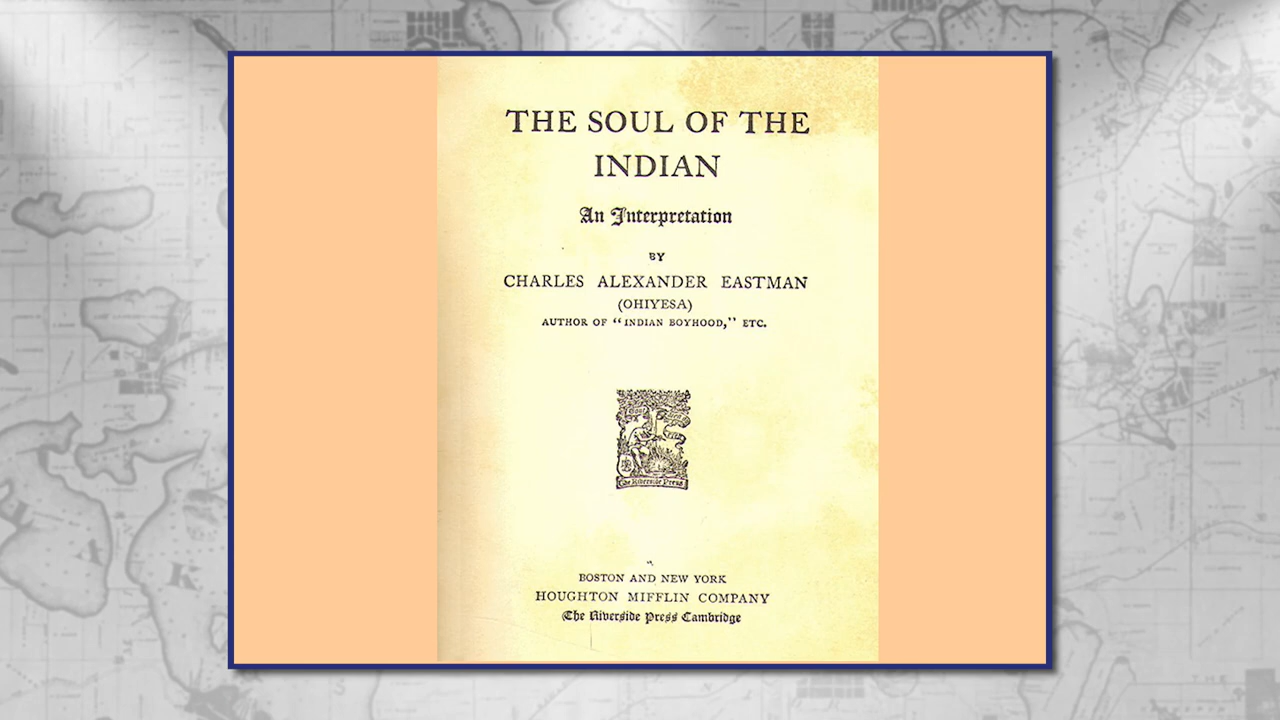 THE SOUL OF THE
INDIAN
An Interpretation
BY
CHARLES ALEXANDER EASTMAN
(OHIYESA)
AUTHOR OF “INDIAN BOYHOOD,” ETC.
The Riverside Press
BOSTON AND NEW YORK
HOUGHTON MIFFLIN COMPANY
The Riverside Press Cambridge